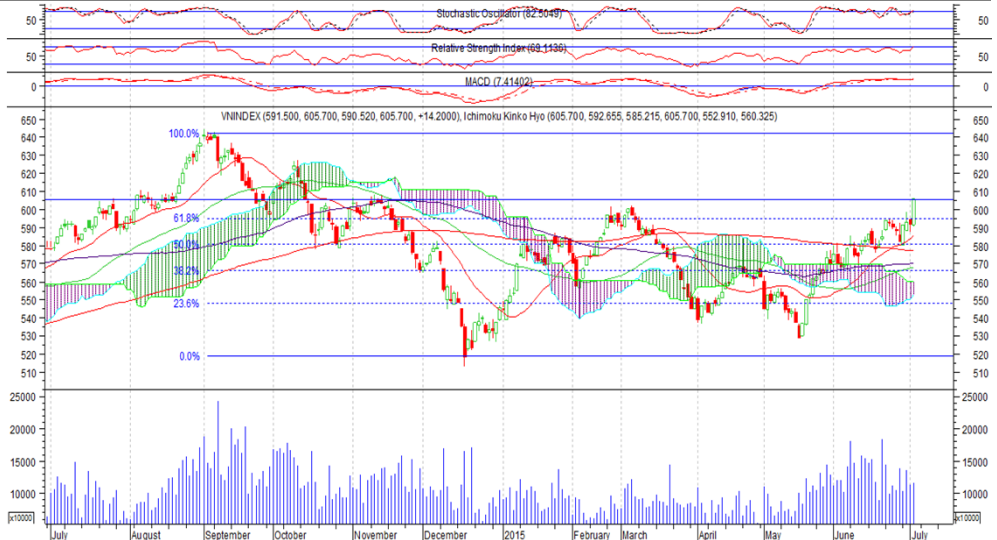 Stochastic Oscillator (82.5049)
50 50
Relative Strength Index (69.1136)
50 50
MACD (7.41402)
0 0
VNINDEX (591.500, 605.700, 590.520, 605.700, +14.2000), Ichimoku Kinko Hyo (605.700, 592.655, 585.215, 605.700, 552.910, 560.325)
650 650
640 100.0% 640
630 630
620 620
610 610
600 61.8% 600
590 590
580 50.0% 580
570 38.2% 570
560 560
550 23.6% 550
540 540
530 530
520 0.0% 520
510 510
25000 25000
20000 20000
15000 15000
10000 10000
x10000 x10000
July August September October November December 2015 February March April May June July